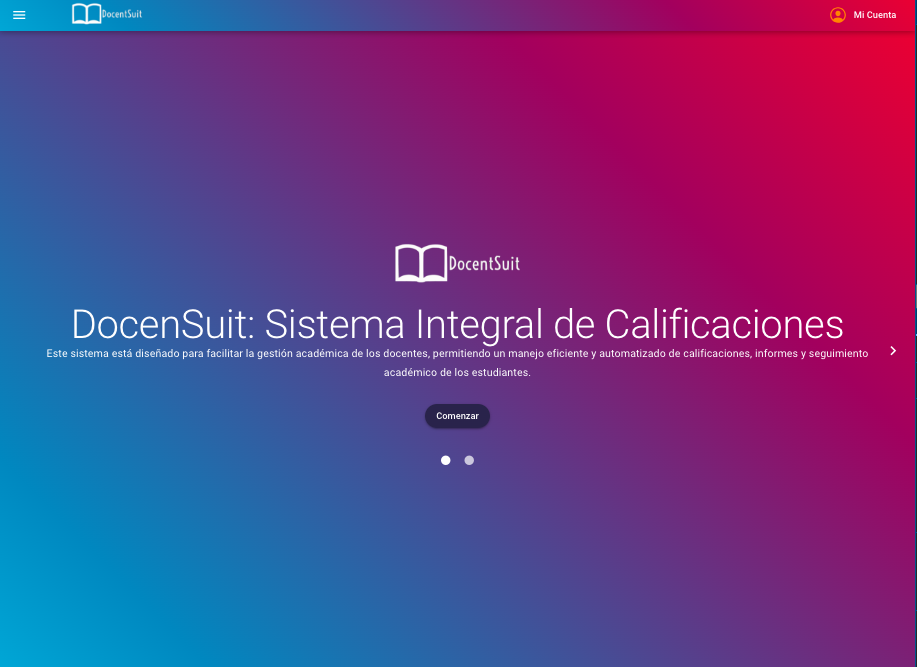 DocentSuit
Mi Cuenta
DocentSuit
DocenSuit: Sistema Integral de Calificaciones
Este sistema está diseñado para facilitar la gestión académica de los docentes, permitiendo un manejo eficiente y automatizado de calificaciones, informes y seguimiento
académico de los estudiantes.
Comenzar